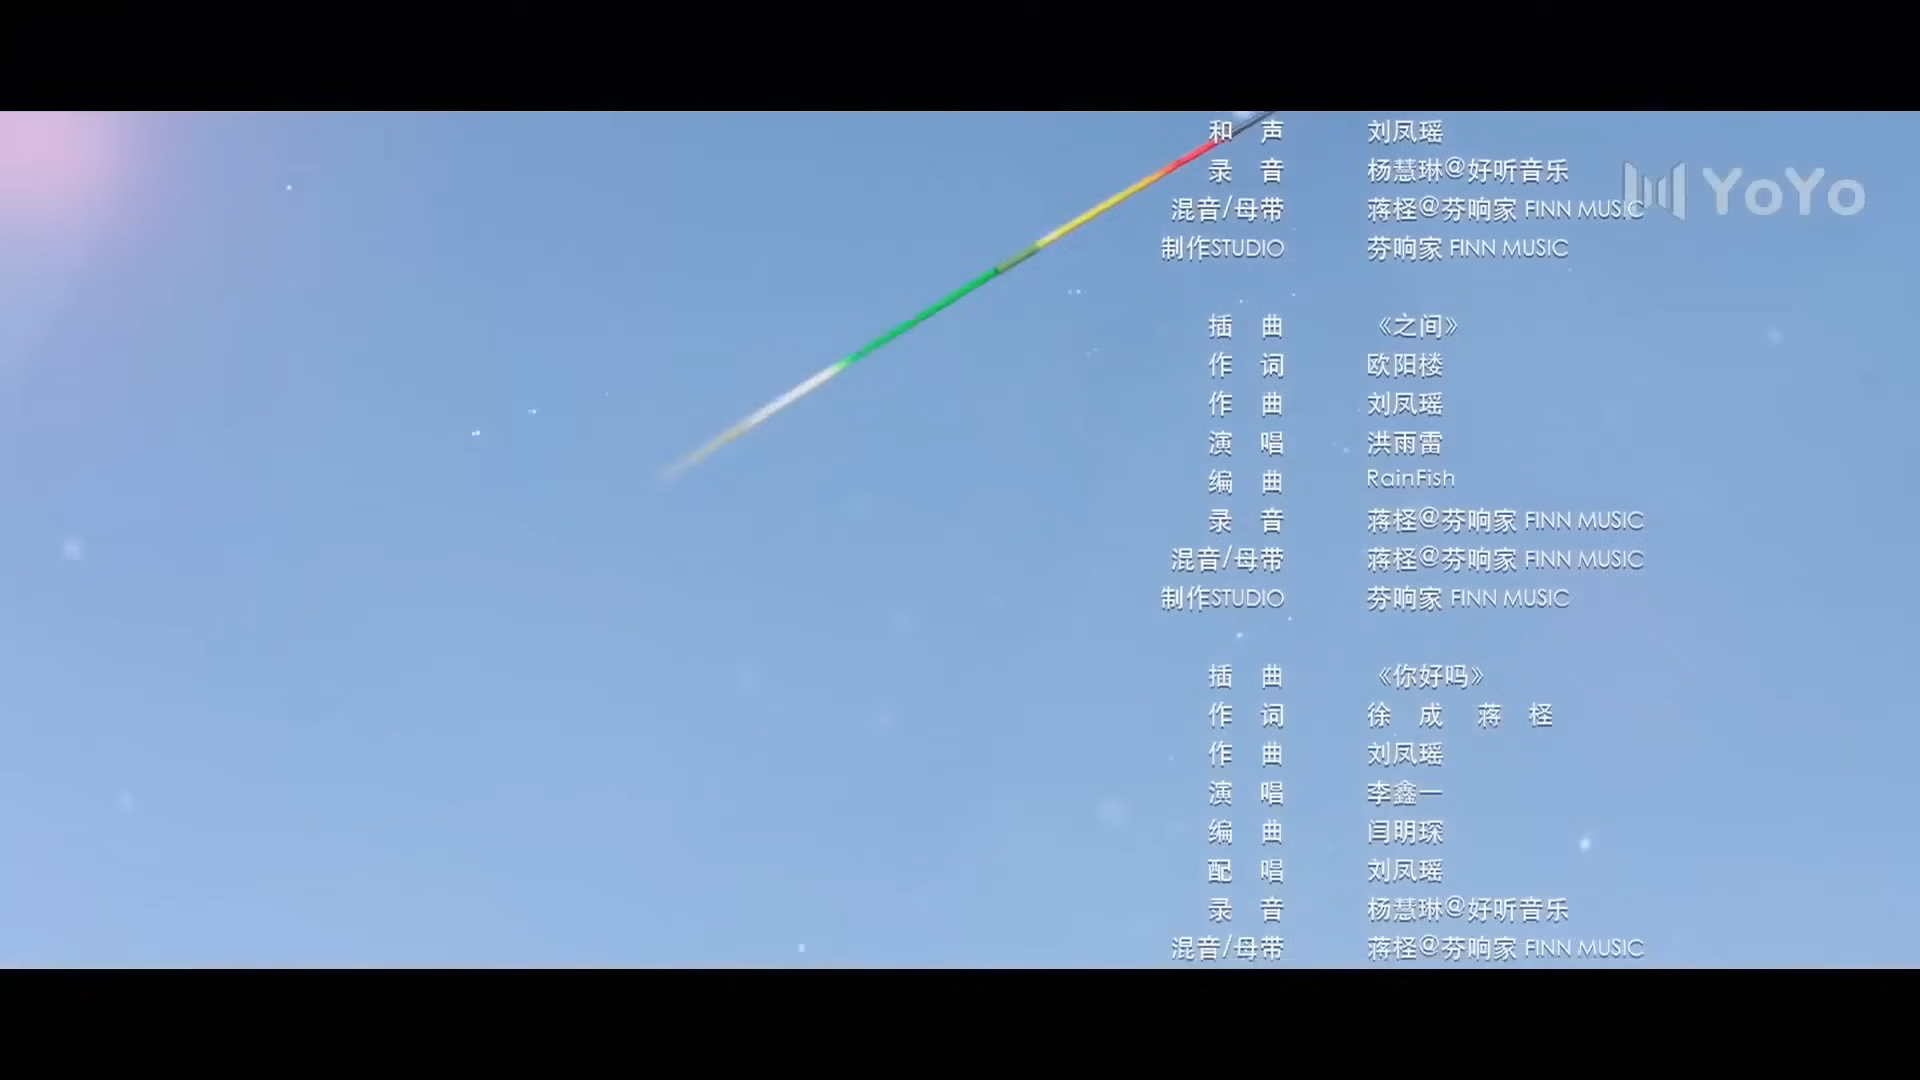 和 声 刘凤瑶
录 音 杨慧琳@好听音乐
混音/母带 蒋柽@芬响家 FINN MUSIC
制作STUDIO 芬响家 FINN MUSIC
YoYo
插 曲 《之间》
作 词 欧阳楼
作 曲 刘凤瑶
演 唱 洪雨雷
编 曲 RainFish
录 音 蒋柽@芬响家 FINN MUSIC
混音/母带 蒋柽@芬响家 FINN MUSIC
制作STUDIO 芬响家 FINN MUSIC
插 曲 《你好吗》
作 词 徐 成 蒋 柽
作 曲 刘凤瑶
演 唱 李鑫一
编 曲 闫明琛
配 唱 刘凤瑶
录 音 杨慧琳@好听音乐
混音/母带 蒋柽@芬响家 FINN MUSIC